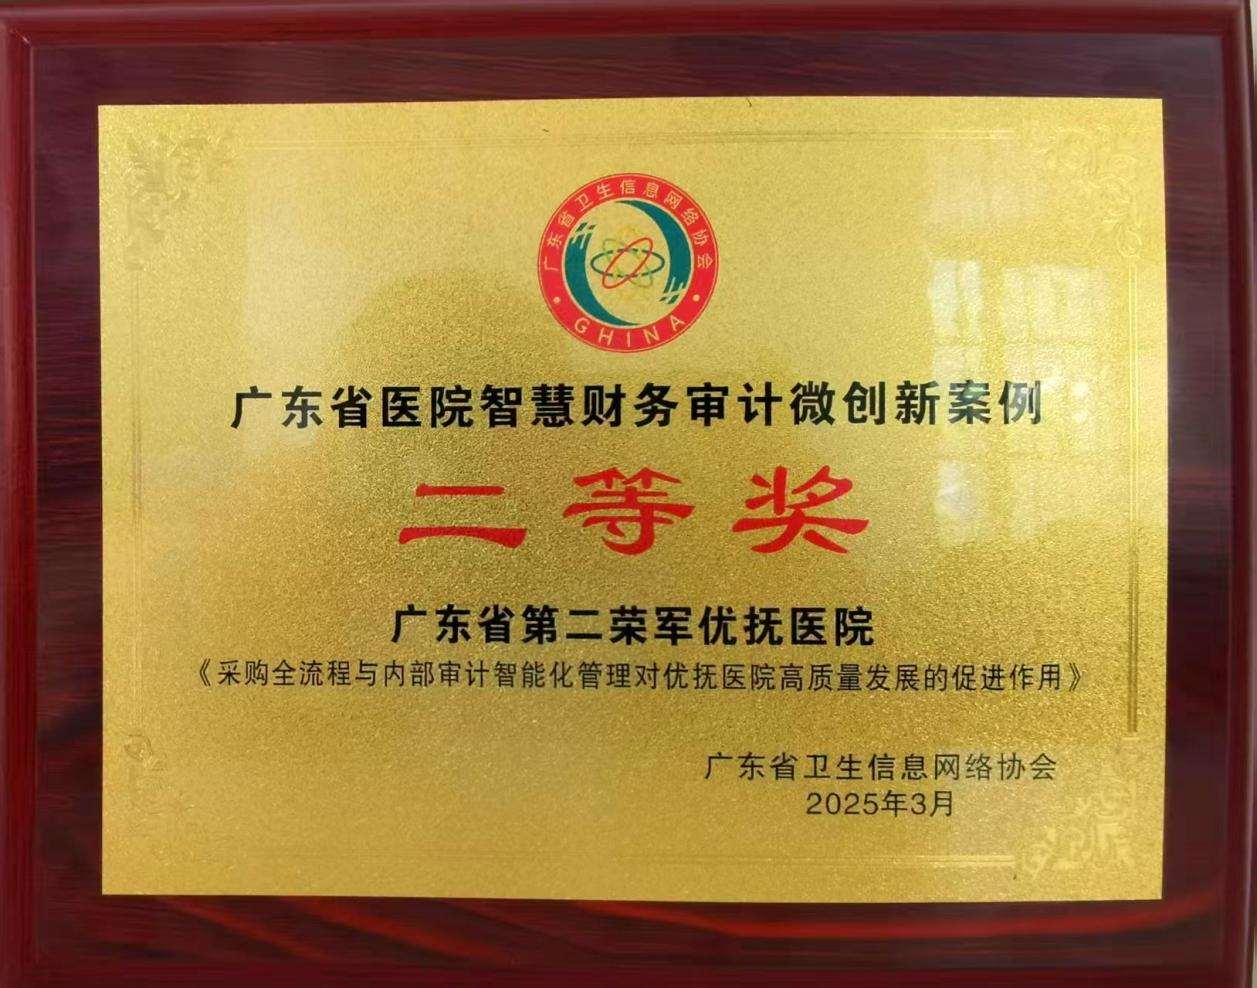 广东省卫生信息网络协会
GHINA
广东省医院智慧财务审计微创新案例
二等奖
广东省第二荣军优抚医院
《采购全流程与内部审计智能化管理对优抚医院高质量发展的促进作用》
广东省卫生信息网络协会
2025年3月